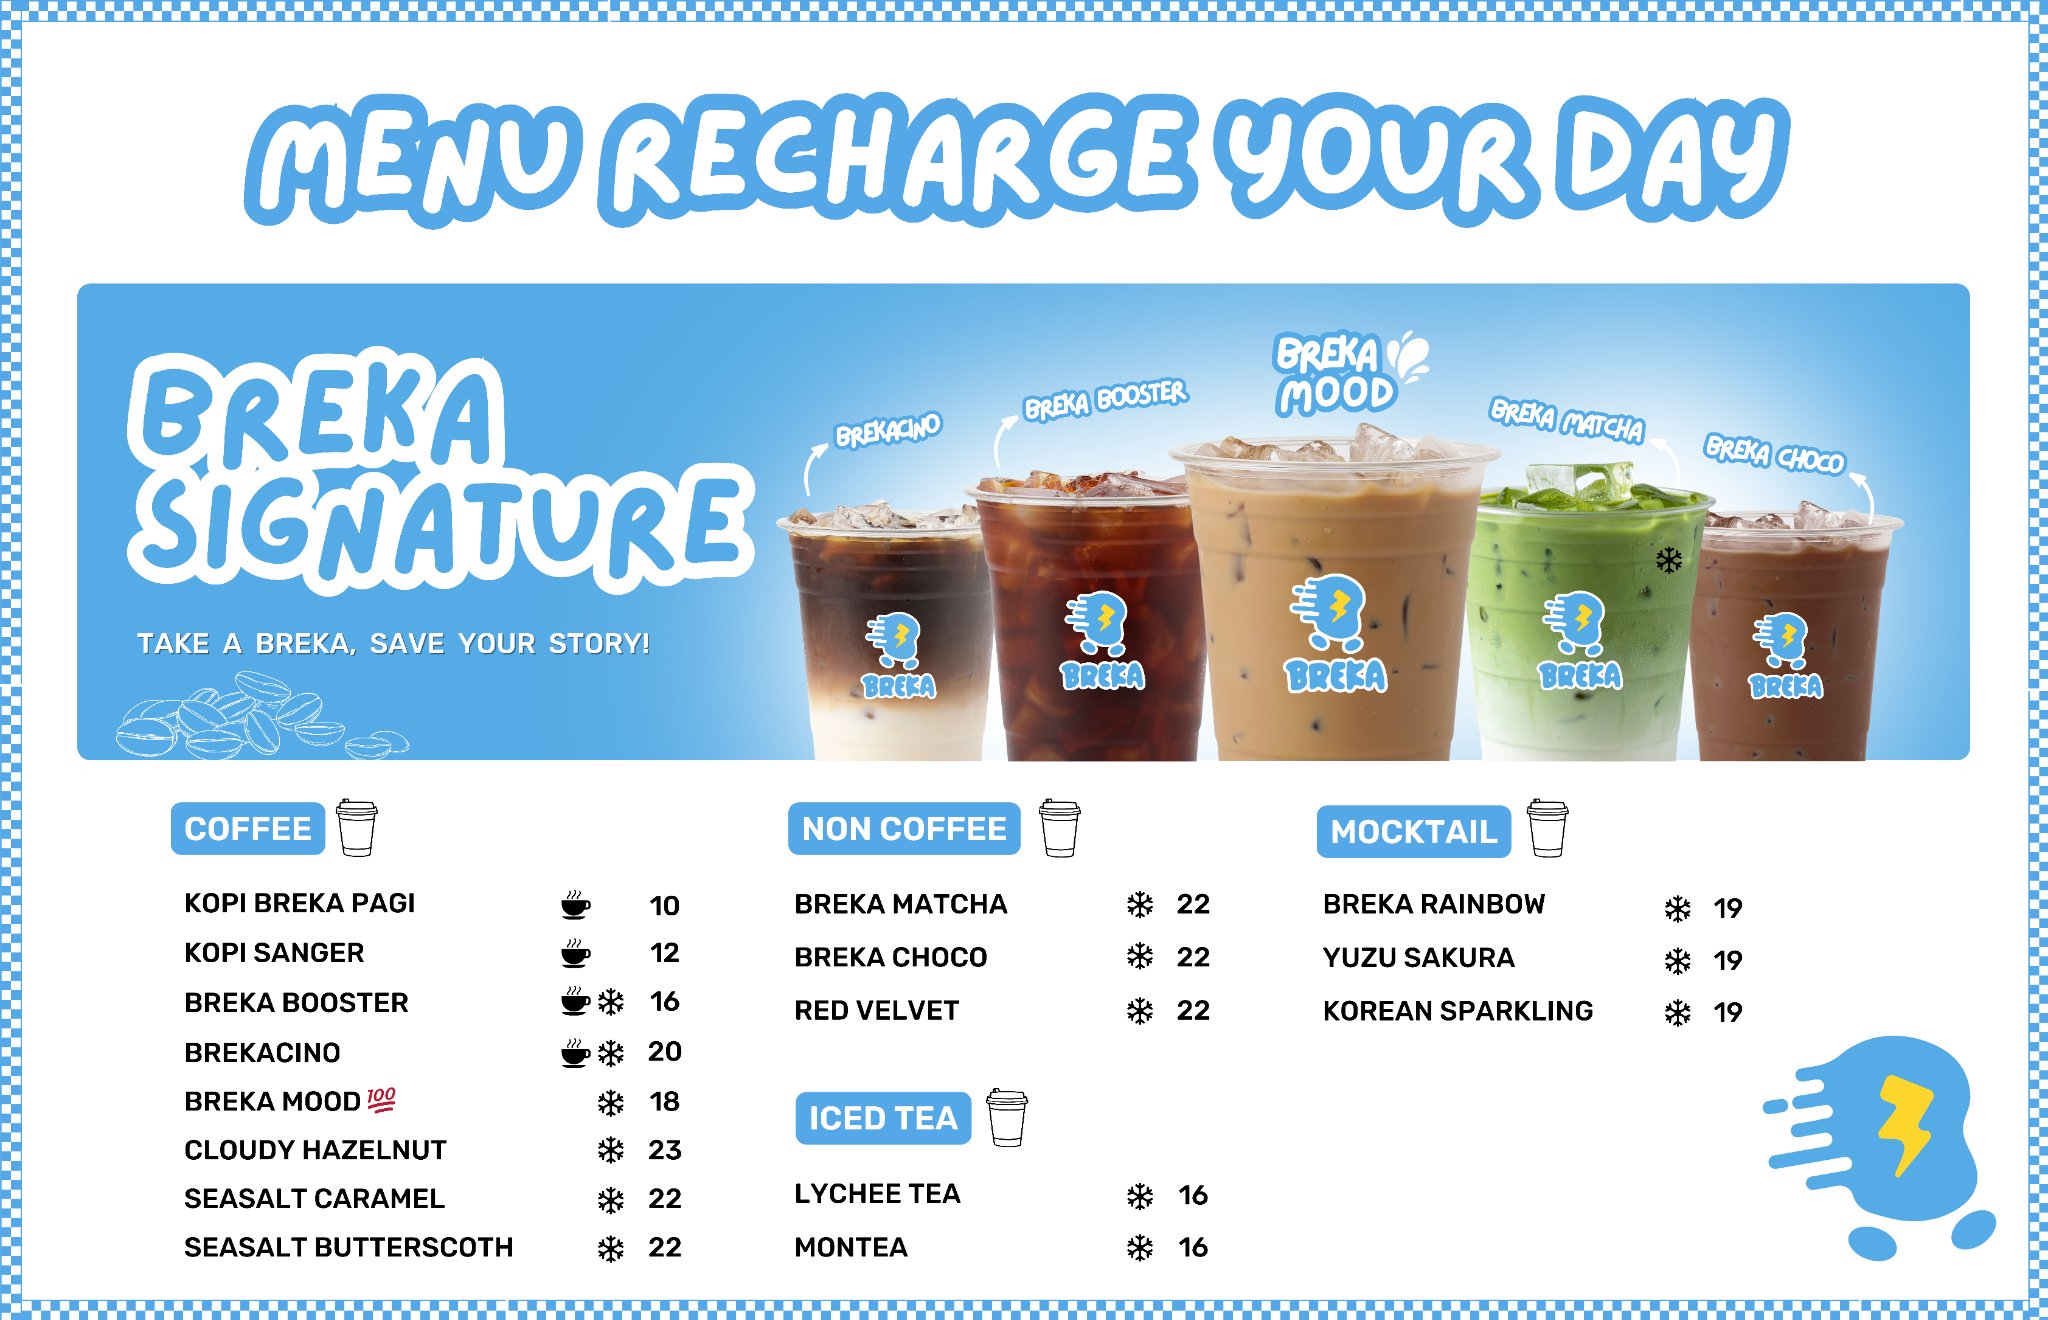 MENU RECHARGE YOUR DAY
BREKA
SIGNATURE
TAKE A BREKA, SAVE YOUR STORY!
BREKACINO
BREKA BOOSTER
BREKA
MOOD
BREKA MATCHA
BREKA CHOCO
BREKA
BREKA
BREKA
BREKA
BREKA
COFFEE
KOPI BREKA PAGI 10
KOPI SANGER 12
BREKA BOOSTER 16
BREKACINO 20
BREKA MOOD 💯 18
CLOUDY HAZELNUT 23
SEASALT CARAMEL 22
SEASALT BUTTERSCOTH 22
NON COFFEE
BREKA MATCHA 22
BREKA CHOCO 22
RED VELVET 22
ICED TEA
LYCHEE TEA 16
MONTEA 16
MOCKTAIL
BREKA RAINBOW 19
YUZU SAKURA 19
KOREAN SPARKLING 19